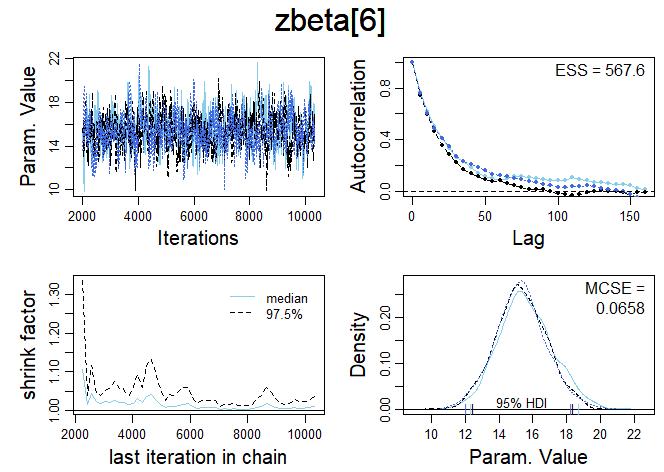 zbeta[6]
Param. Value
10
14
18
22
2000
4000
6000
8000
10000
Iterations
Autocorrelation
0.0
0.4
0.8
ESS = 567.6
0
50
100
150
Lag
shrink factor
1.00
1.10
1.20
1.30
median
97.5%
2000
4000
6000
8000
10000
last iteration in chain
Density
0.00
0.10
0.20
MCSE =
0.0658
95% HDI
10
12
14
16
18
20
22
Param. Value